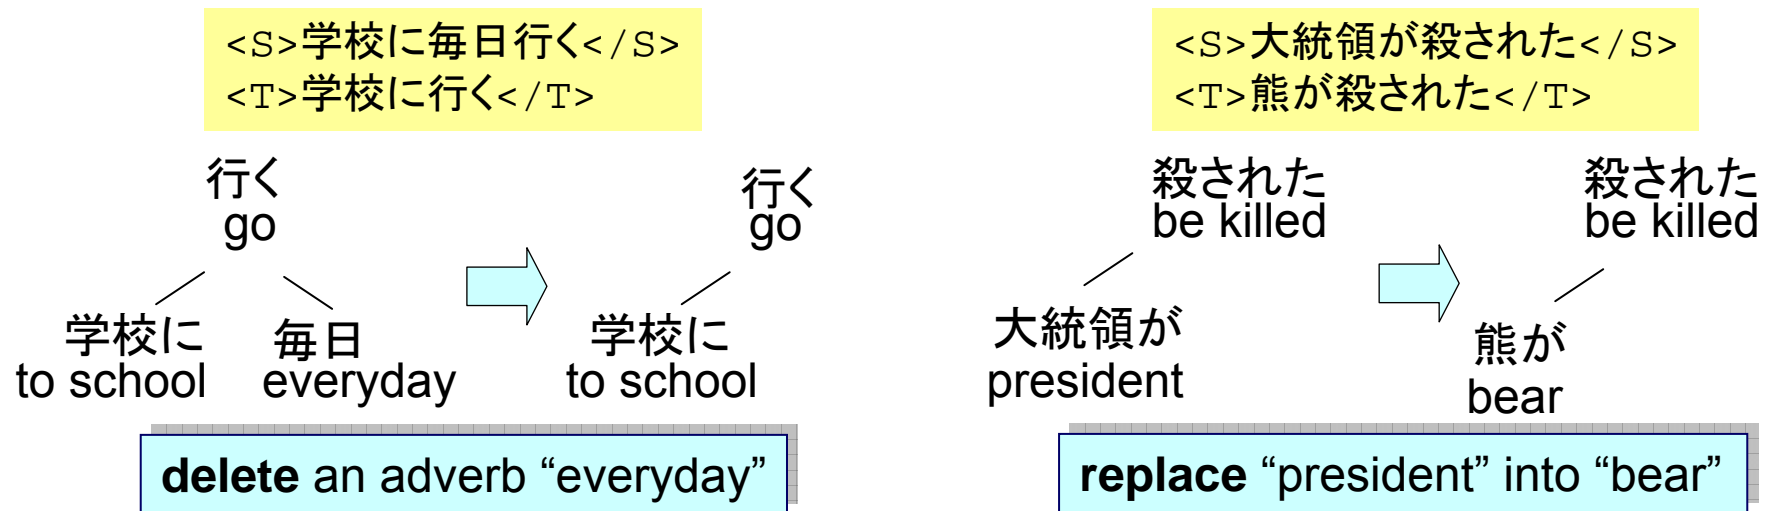 <S>学校に毎日行く</S>
<T>学校に行く</T>
行く
go
学校に
to school
毎日
everyday
行く
go
学校に
to school
delete an adverb “everyday”
<S>大統領が殺された</S>
<T>熊が殺された</T>
殺された
be killed
大統領が
president
殺された
be killed
熊が
bear
replace “president” into “bear”